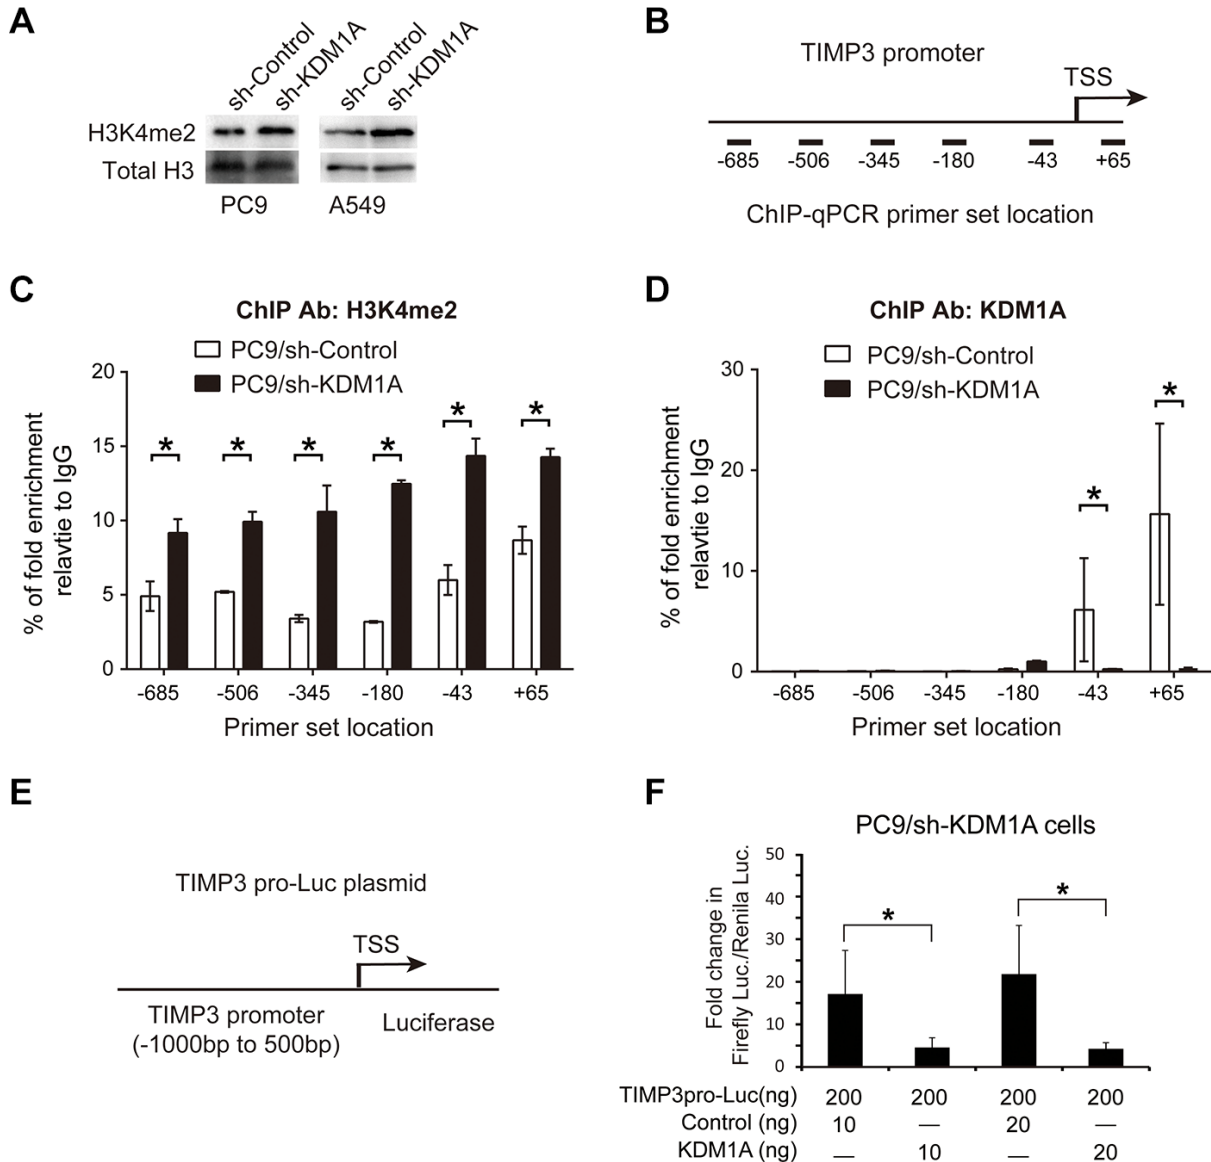 A
sh-Control
sh-KDM1A
sh-Control
sh-KDM1A
H3K4me2
Total H3
PC9
A549
B
TIMP3 promoter
TSS
-685 -506 -345 -180 -43 +65
ChIP-qPCR primer set location
C
ChIP Ab: H3K4me2
PC9/sh-Control
PC9/sh-KDM1A
% of fold enrichment
relavtie to IgG
20
15
10
5
0
* * * * * *
-685 -506 -345 -180 -43 +65
Primer set location
D
ChIP Ab: KDM1A
PC9/sh-Control
PC9/sh-KDM1A
% of fold enrichment
relavtie to IgG
30
20
10
0
* *
-685 -506 -345 -180 -43 +65
Primer set location
E
TIMP3 pro-Luc plasmid
TSS
TIMP3 promoter
(-1000bp to 500bp)
Luciferase
F
PC9/sh-KDM1A cells
Fold change in
Firefly Luc./Renila Luc.
50
40
30
20
10
0
* *
TIMP3pro-Luc(ng) 200 200 200 200
Control (ng) 10 — 20 —
KDM1A (ng) — 10 — 20